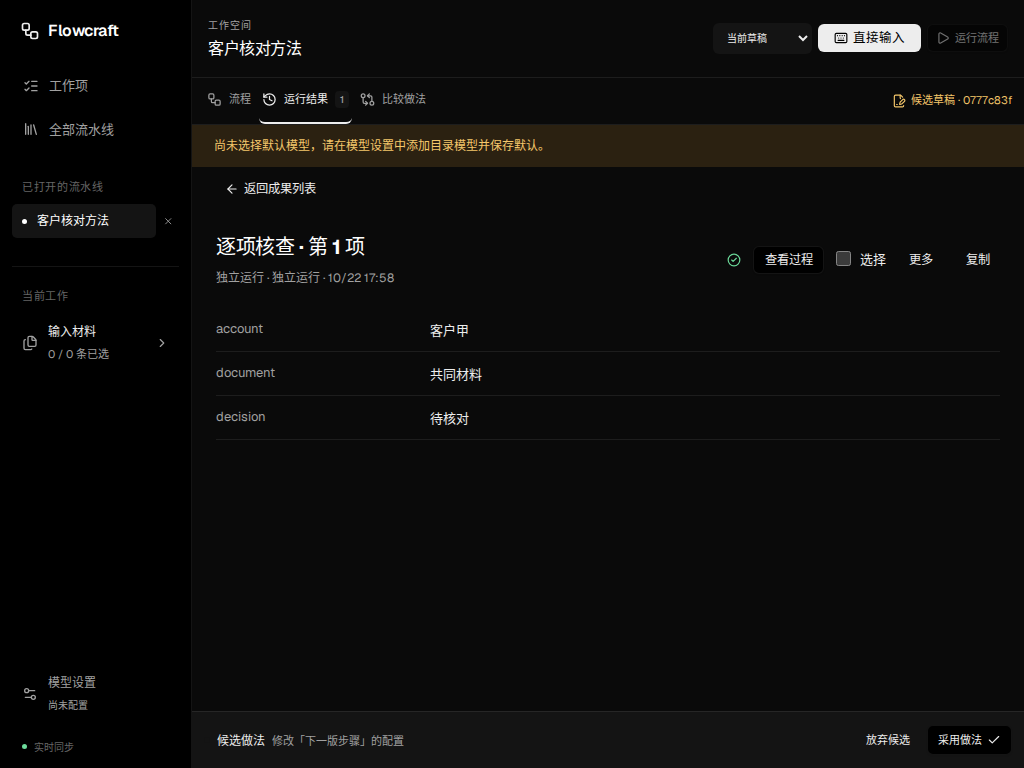 Flowcraft
工作项
全部流水线
已打开的流水线
客户核对方法
当前工作
输入材料
0 / 0 条已选
模型设置
尚未配置
实时同步
工作空间
客户核对方法
当前草稿
直接输入
运行流程
流程
运行结果 1
比较做法
候选草稿 · 0777c83f
尚未选择默认模型，请在模型设置中添加目录模型并保存默认。
返回成果列表
逐项核查 · 第 1 项
独立运行 · 独立运行 · 10/22 17:58
查看过程
选择
更多
复制
account 客户甲
document 共同材料
decision 待核对
候选做法 修改「下一版步骤」的配置
放弃候选
采用做法